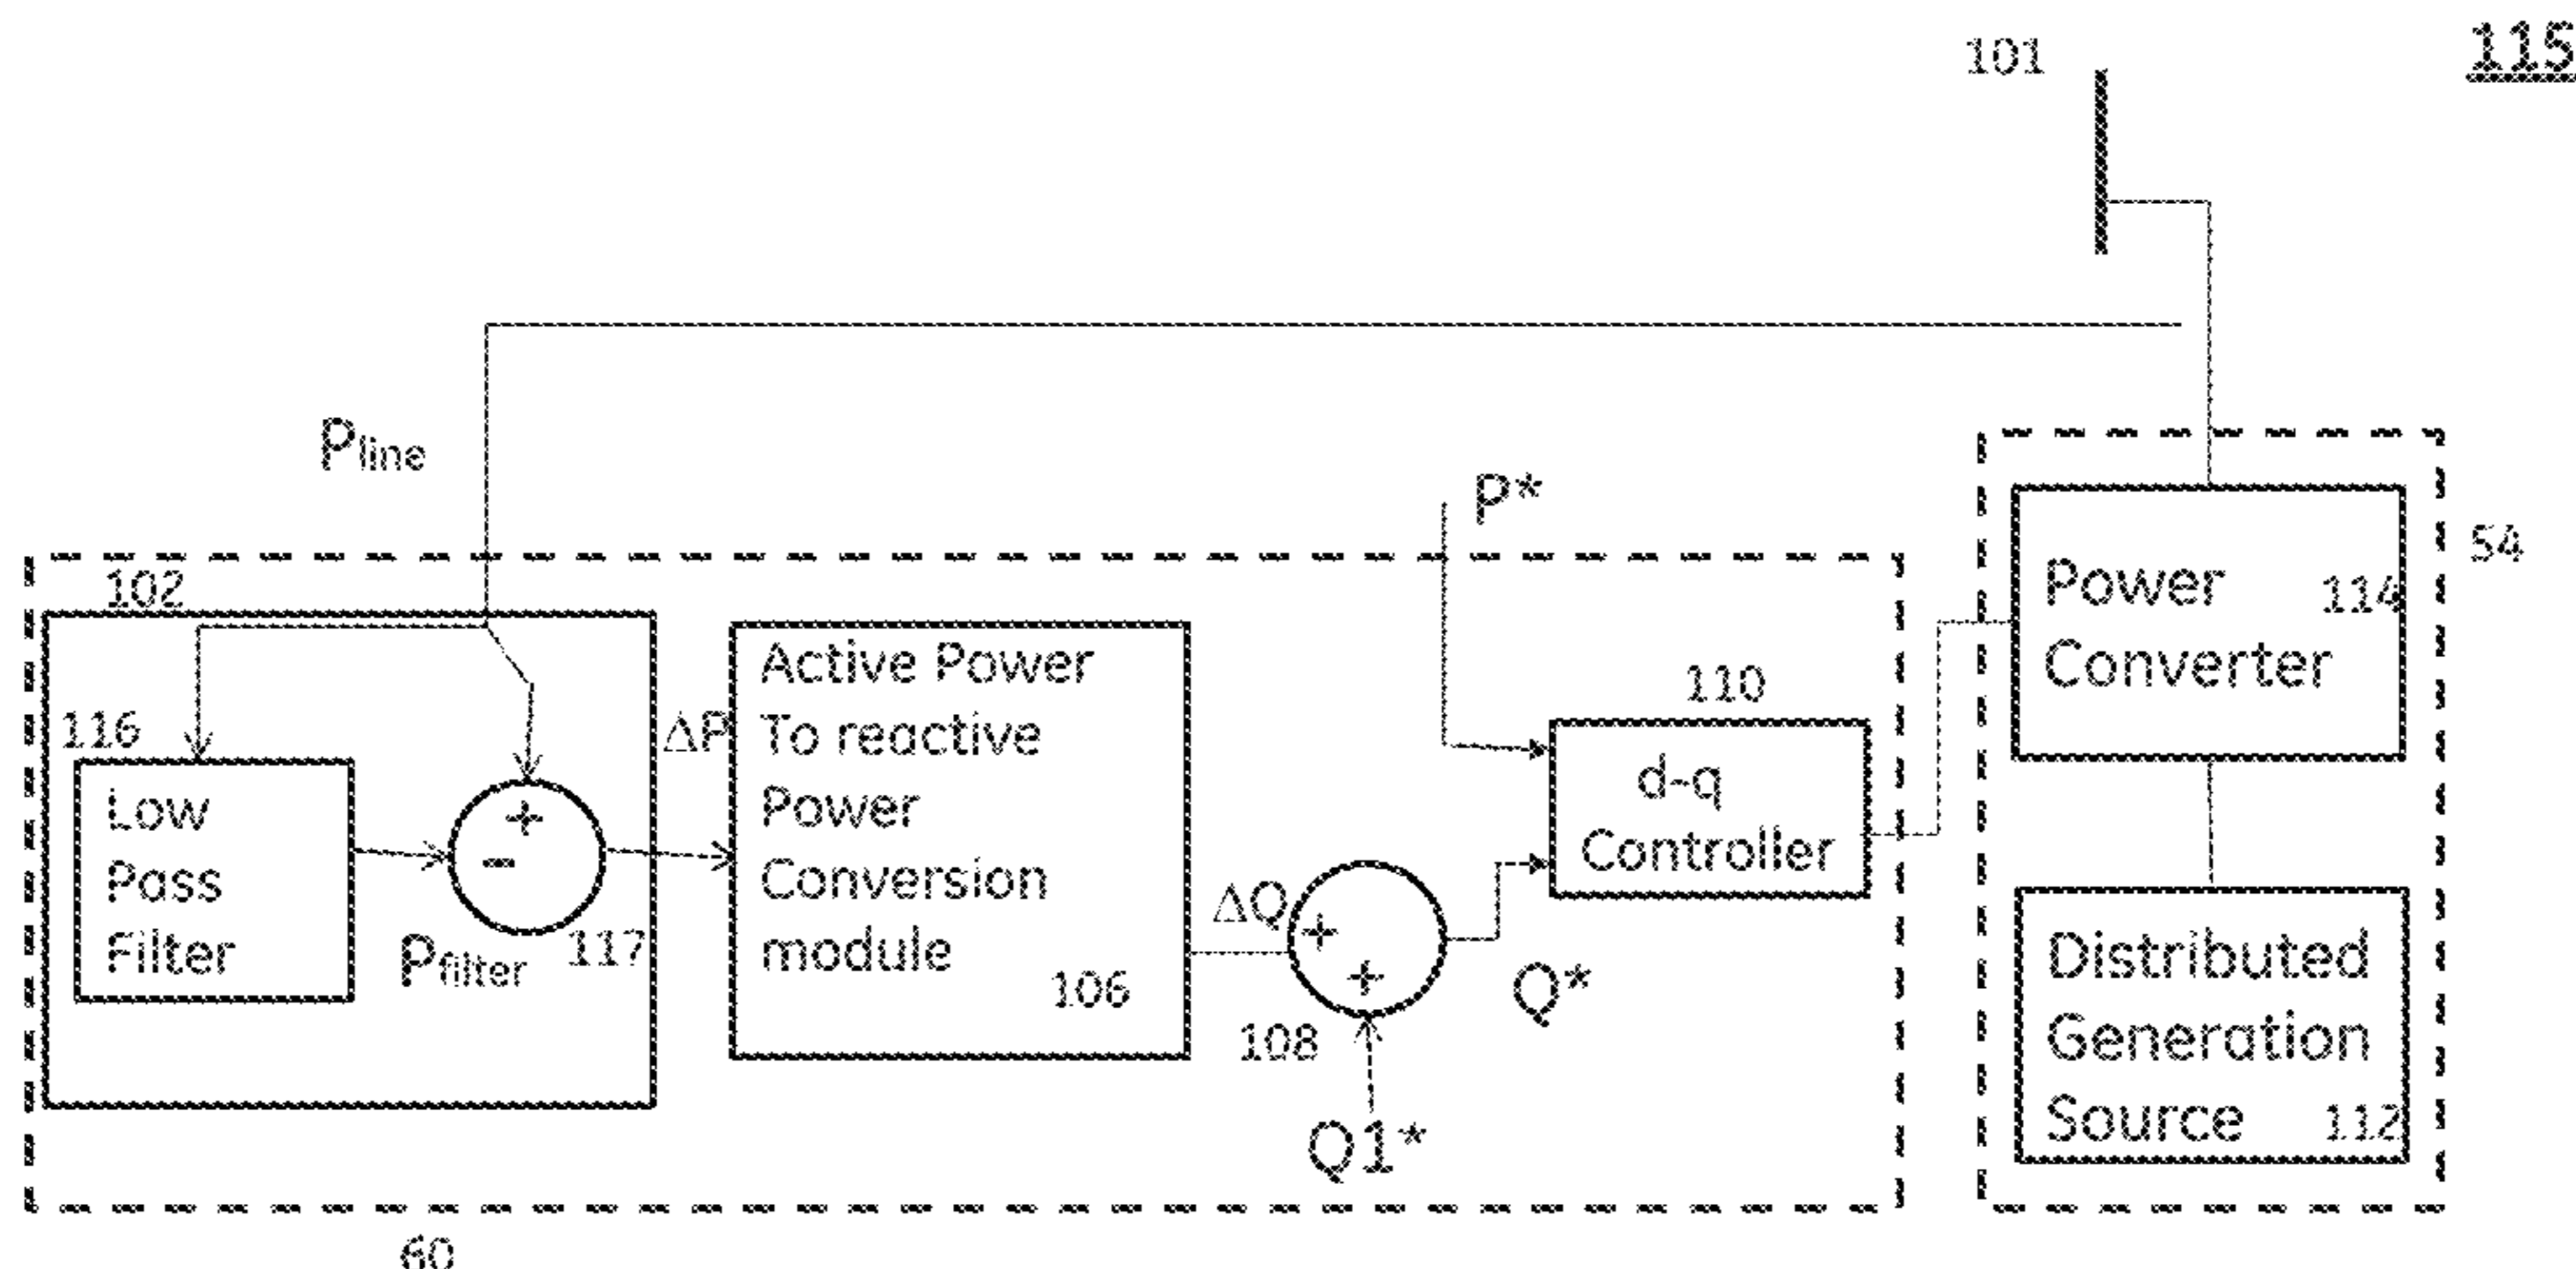 115
101
Pline
P*
54
102
Power
Converter
114
116
Low
Pass
Filter
+
-
Pfilter
117
ΔP
Active Power
To reactive
Power
Conversion
module
106
ΔQ
+
+
108
Q1*
Q*
110
d-q
Controller
Distributed
Generation
Source
112
60